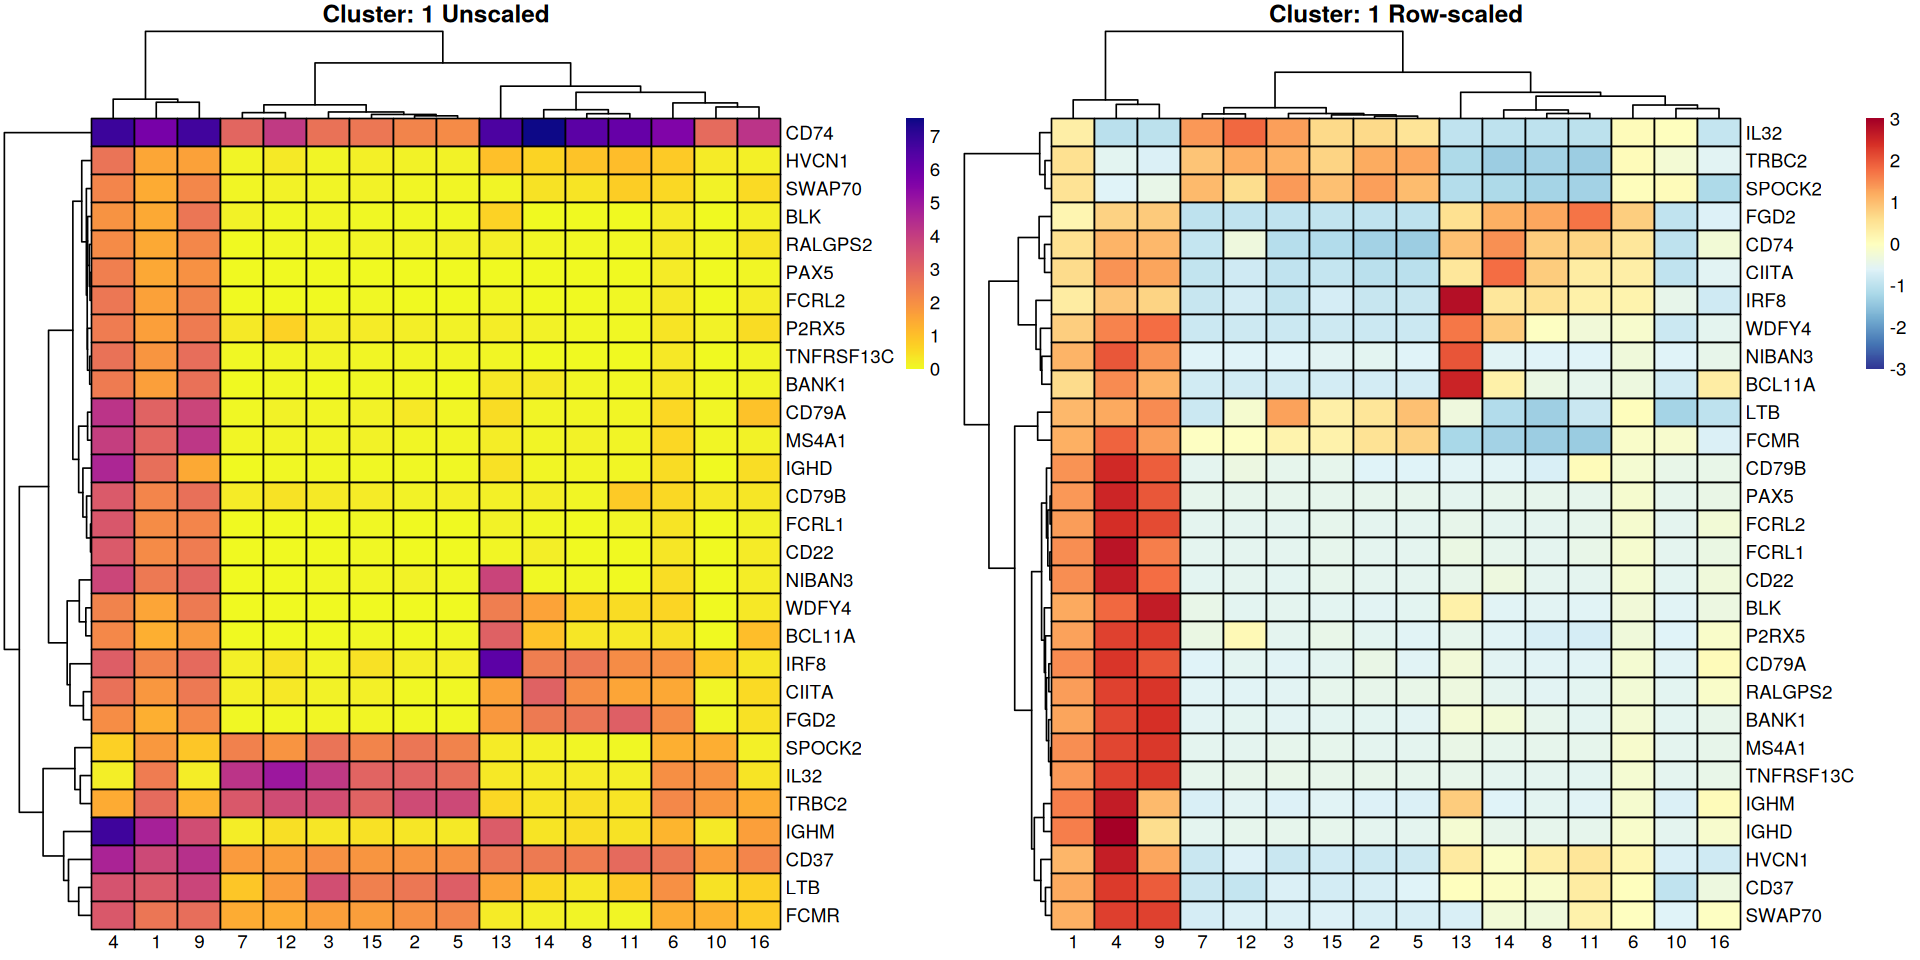 Cluster: 1 Unscaled
CD74
HVCN1
SWAP70
BLK
RALGPS2
PAX5
FCRL2
P2RX5
TNFRSF13C
BANK1
CD79A
MS4A1
IGHD
CD79B
FCRL1
CD22
NIBAN3
WDFY4
BCL11A
IRF8
CIITA
FGD2
SPOCK2
IL32
TRBC2
IGHM
CD37
LTB
FCMR
4 1 9 7 12 3 15 2 5 13 14 8 11 6 10 16
7
6
5
4
3
2
1
0
Cluster: 1 Row-scaled
IL32
TRBC2
SPOCK2
FGD2
CD74
CIITA
IRF8
WDFY4
NIBAN3
BCL11A
LTB
FCMR
CD79B
PAX5
FCRL2
FCRL1
CD22
BLK
P2RX5
CD79A
RALGPS2
BANK1
MS4A1
TNFRSF13C
IGHM
IGHD
HVCN1
CD37
SWAP70
1 4 9 7 12 3 15 2 5 13 14 8 11 6 10 16
3
2
1
0
-1
-2
-3